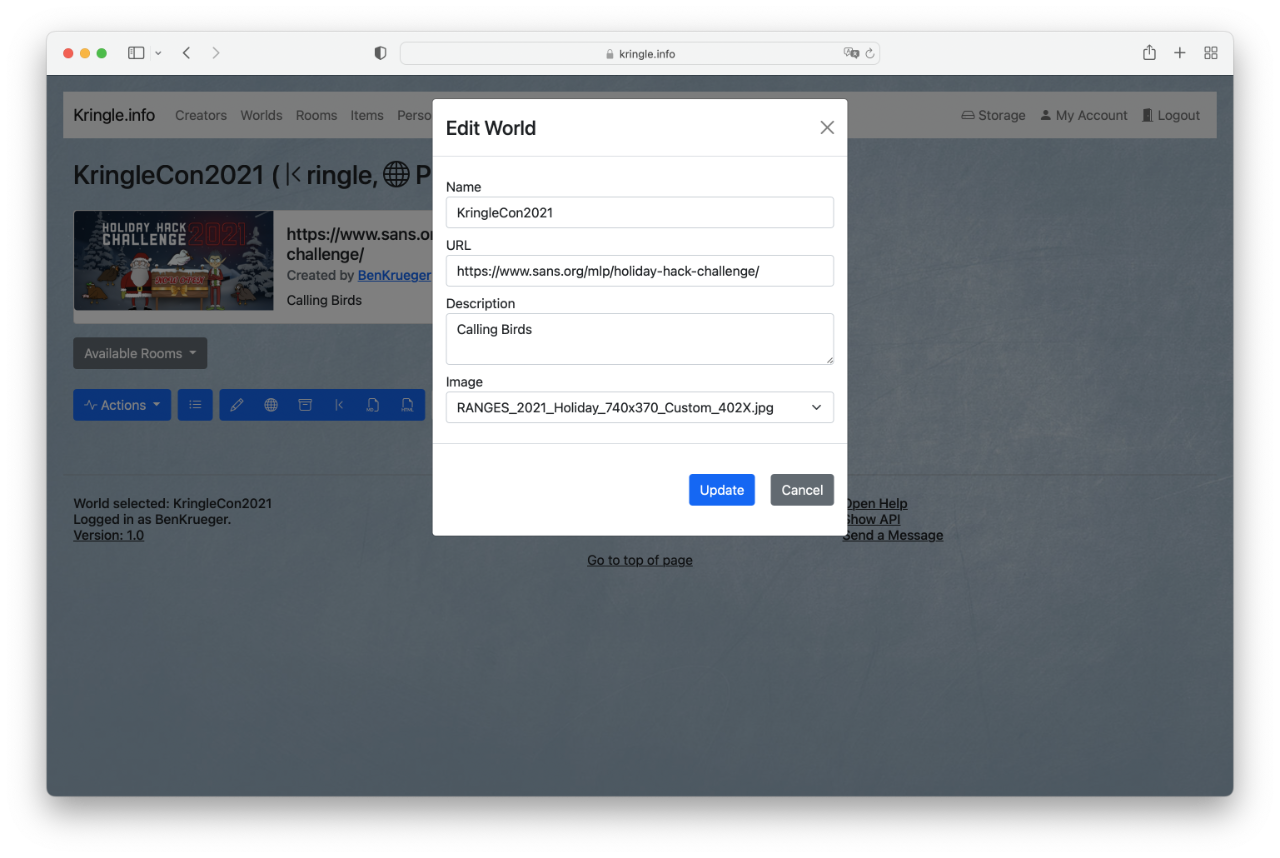 kringle.info
Kringle.info Creators Worlds Rooms Items Perso Storage My Account Logout
Edit World
KringleCon2021 ( ringle, P
HOLIDAY HACK
CHALLENGE 2021
https://www.sans.or
challenge/
Created by BenKrueger
Calling Birds
Available Rooms
Actions
Name
KringleCon2021
URL
https://www.sans.org/mlp/holiday-hack-challenge/
Description
Calling Birds
Image
RANGES_2021_Holiday_740x370_Custom_402X.jpg
Update Cancel
World selected: KringleCon2021
Logged in as BenKrueger.
Version: 1.0
Open Help
Show API
Send a Message
Go to top of page